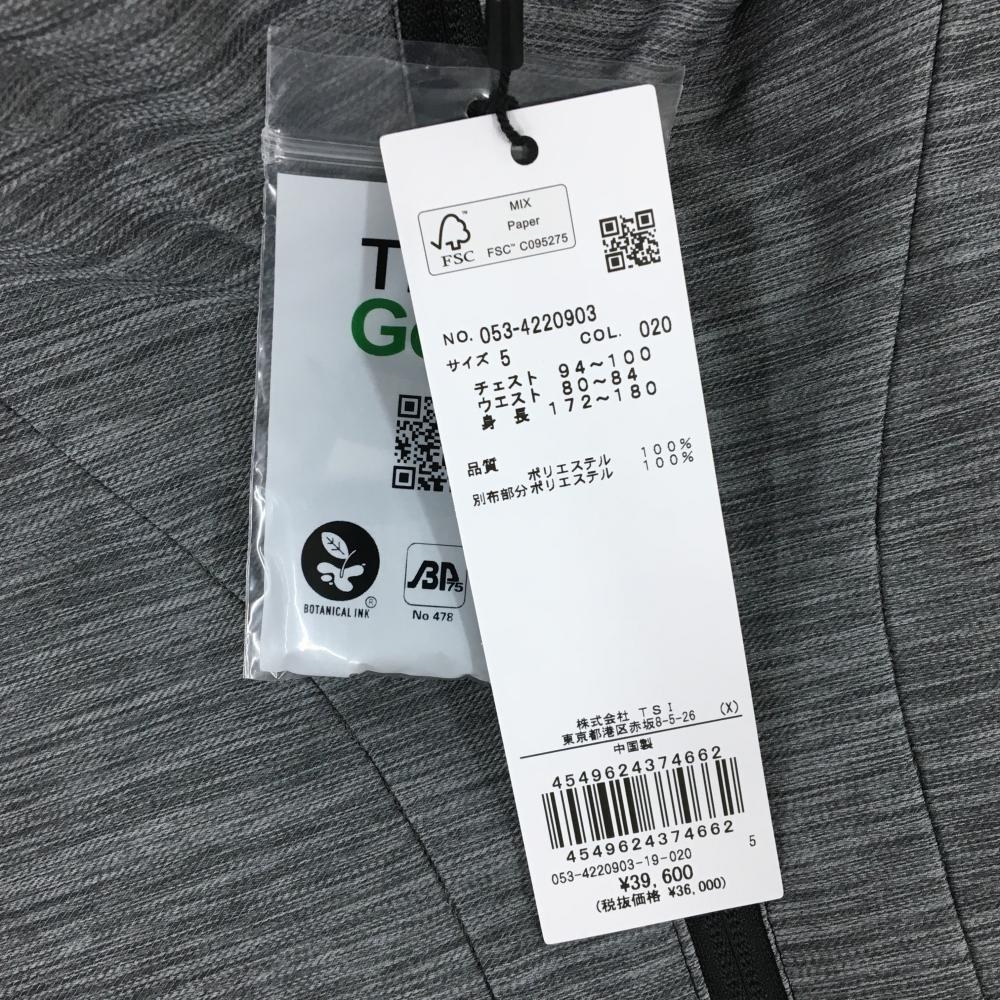 MIX
Paper
FSC™ C095275
FSC
NO. 053-4220903
COL. 020
サイズ 5
チェスト 94～100
ウエスト 80～84
身長 172～180
品質 ポリエステル 100%
別布部分ポリエステル 100%
株式会社 TSI (X)
東京都港区赤坂8-5-26
中国製
4549624374662
4549624374662
053-4220903-19-020 5
¥39,600
(税抜価格 ¥36,000)
BOTANICAL INK ®
JBPA75
No 478